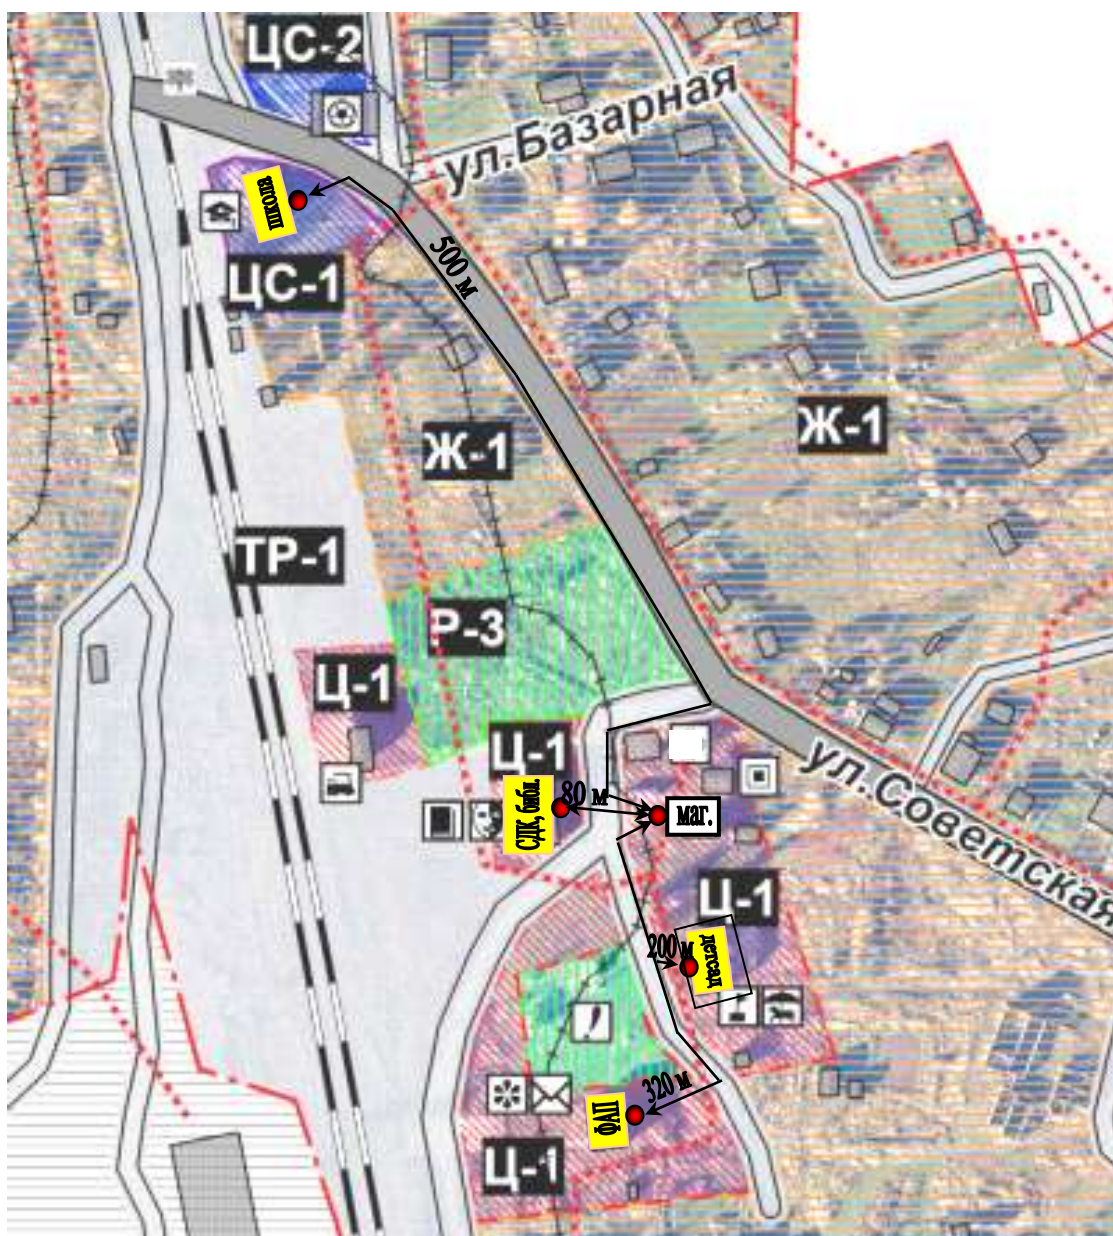 ЦС-2
ул.Базарная
школа
ЦС-1
500 м
Ж-1
Ж-1
ТР-1
Р-3
Ц-1
Ц-1
ул.Советская
СДК, библ.
80 м
маг.
Ц-1
200 м
детсад
320 м
ФАП
Ц-1